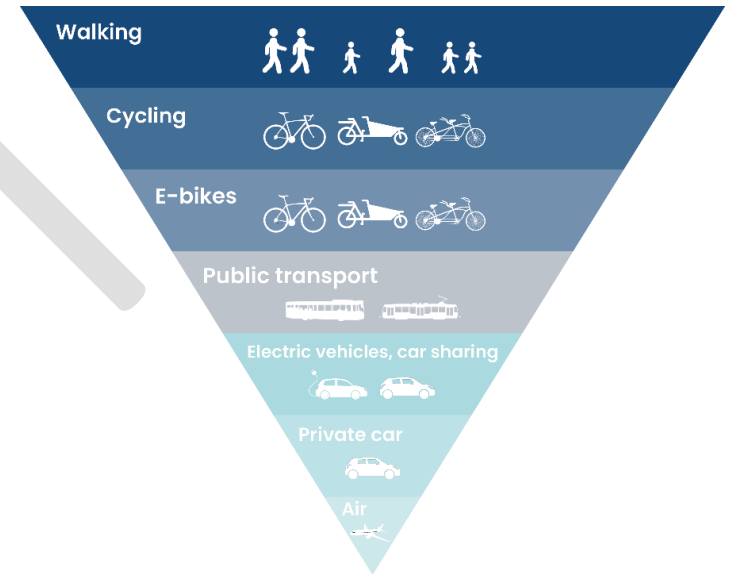 Walking
Cycling
E-bikes
Public transport
Electric vehicles, car sharing
Private car
Air